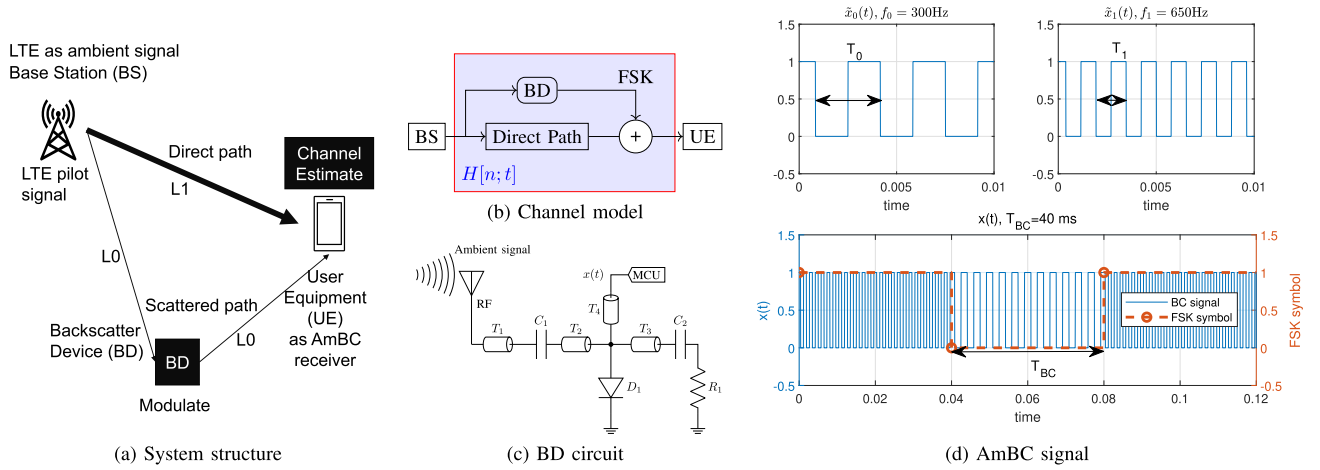 LTE as ambient signal
Base Station (BS)
LTE pilot
signal
Direct path
L1
Channel
Estimate
L0
Scattered path
L0
Backscatter
Device (BD)
BD
Modulate
User
Equipment
(UE)
as AmBC
receiver
(a) System structure
BS
BD
FSK
Direct Path
+
UE
H[n; t]
(b) Channel model
Ambient signal
RF
x(t)
MCU
T₄
T₁
C₁
T₂
T₃
C₂
D₁
R₁
(c) BD circuit
x̃₀(t), f₀ = 300Hz
1.5
1
0.5
0
-0.5
T₀
0
0.005
0.01
time
x̃₁(t), f₁ = 650Hz
1.5
1
0.5
0
-0.5
T₁
0
0.005
0.01
time
x(t), T_BC=40 ms
x(t)
1.5
1
0.5
0
-0.5
BC signal
FSK symbol
T_BC
0
0.02
0.04
0.06
0.08
0.1
0.12
time
1.5
1
0.5
0
-0.5
FSK symbol
(d) AmBC signal